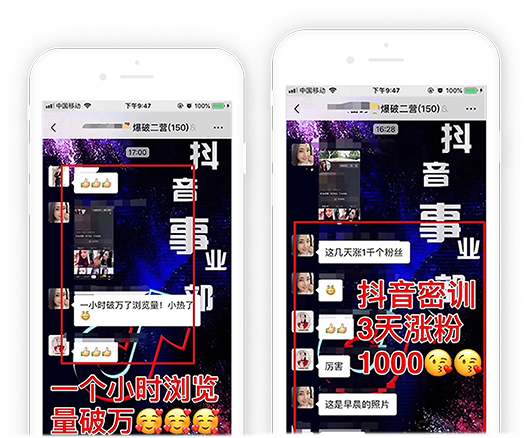 中国移动
下午9:47
100%
爆破二营(150)
17:00
抖音事业部
一小时破万了浏览量！小热了
一个小时浏览
量破万
中国移动
下午9:47
100%
爆破二营(150)
16:28
抖音事业部
这几天涨1千个粉丝
厉害
这是早晨的照片
抖音密训
3天涨粉
1000